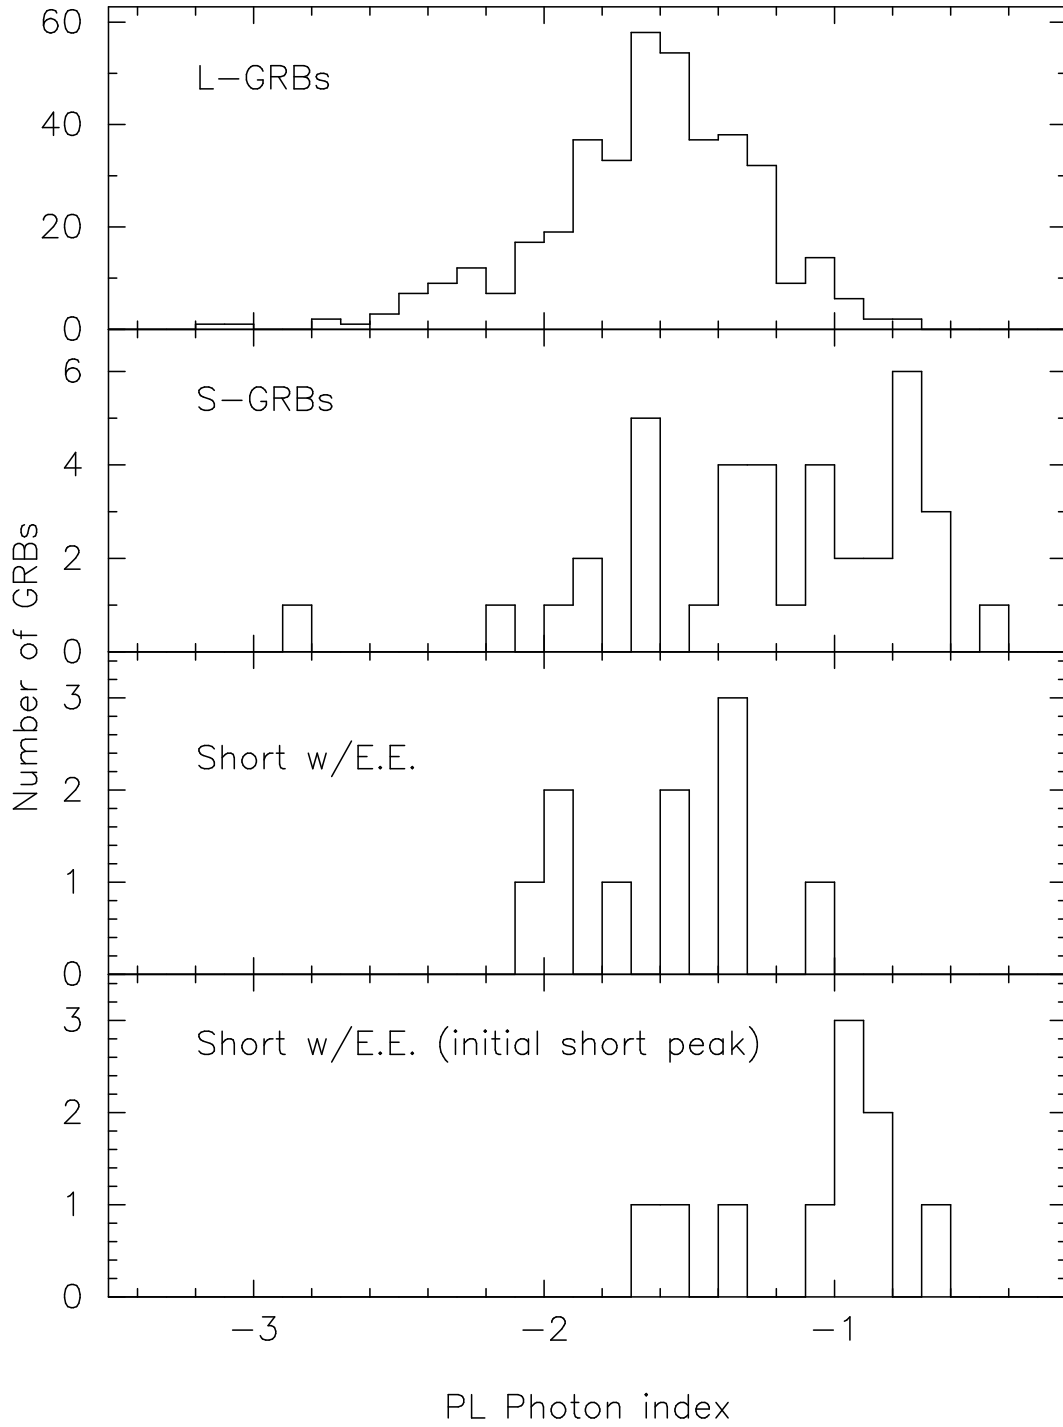 60
L−GRBs
40
20
0
6
S−GRBs
4
2
0
Number of GRBs
3
Short w/E.E.
2
1
0
3
Short w/E.E. (initial short peak)
2
1
0
−3 −2 −1
PL Photon index